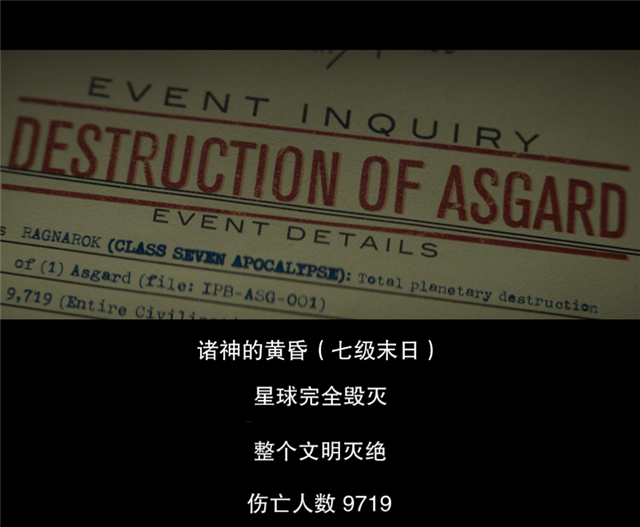 EVENT INQUIRY
DESTRUCTION OF ASGARD
EVENT DETAILS
RAGNAROK (CLASS SEVEN APOCALYPSE): Total planetary destruction
of (1) Asgard (file: IPB-ASG-001)
9,719 (Entire
诸神的黄昏（七级末日）
星球完全毁灭
整个文明灭绝
伤亡人数 9719